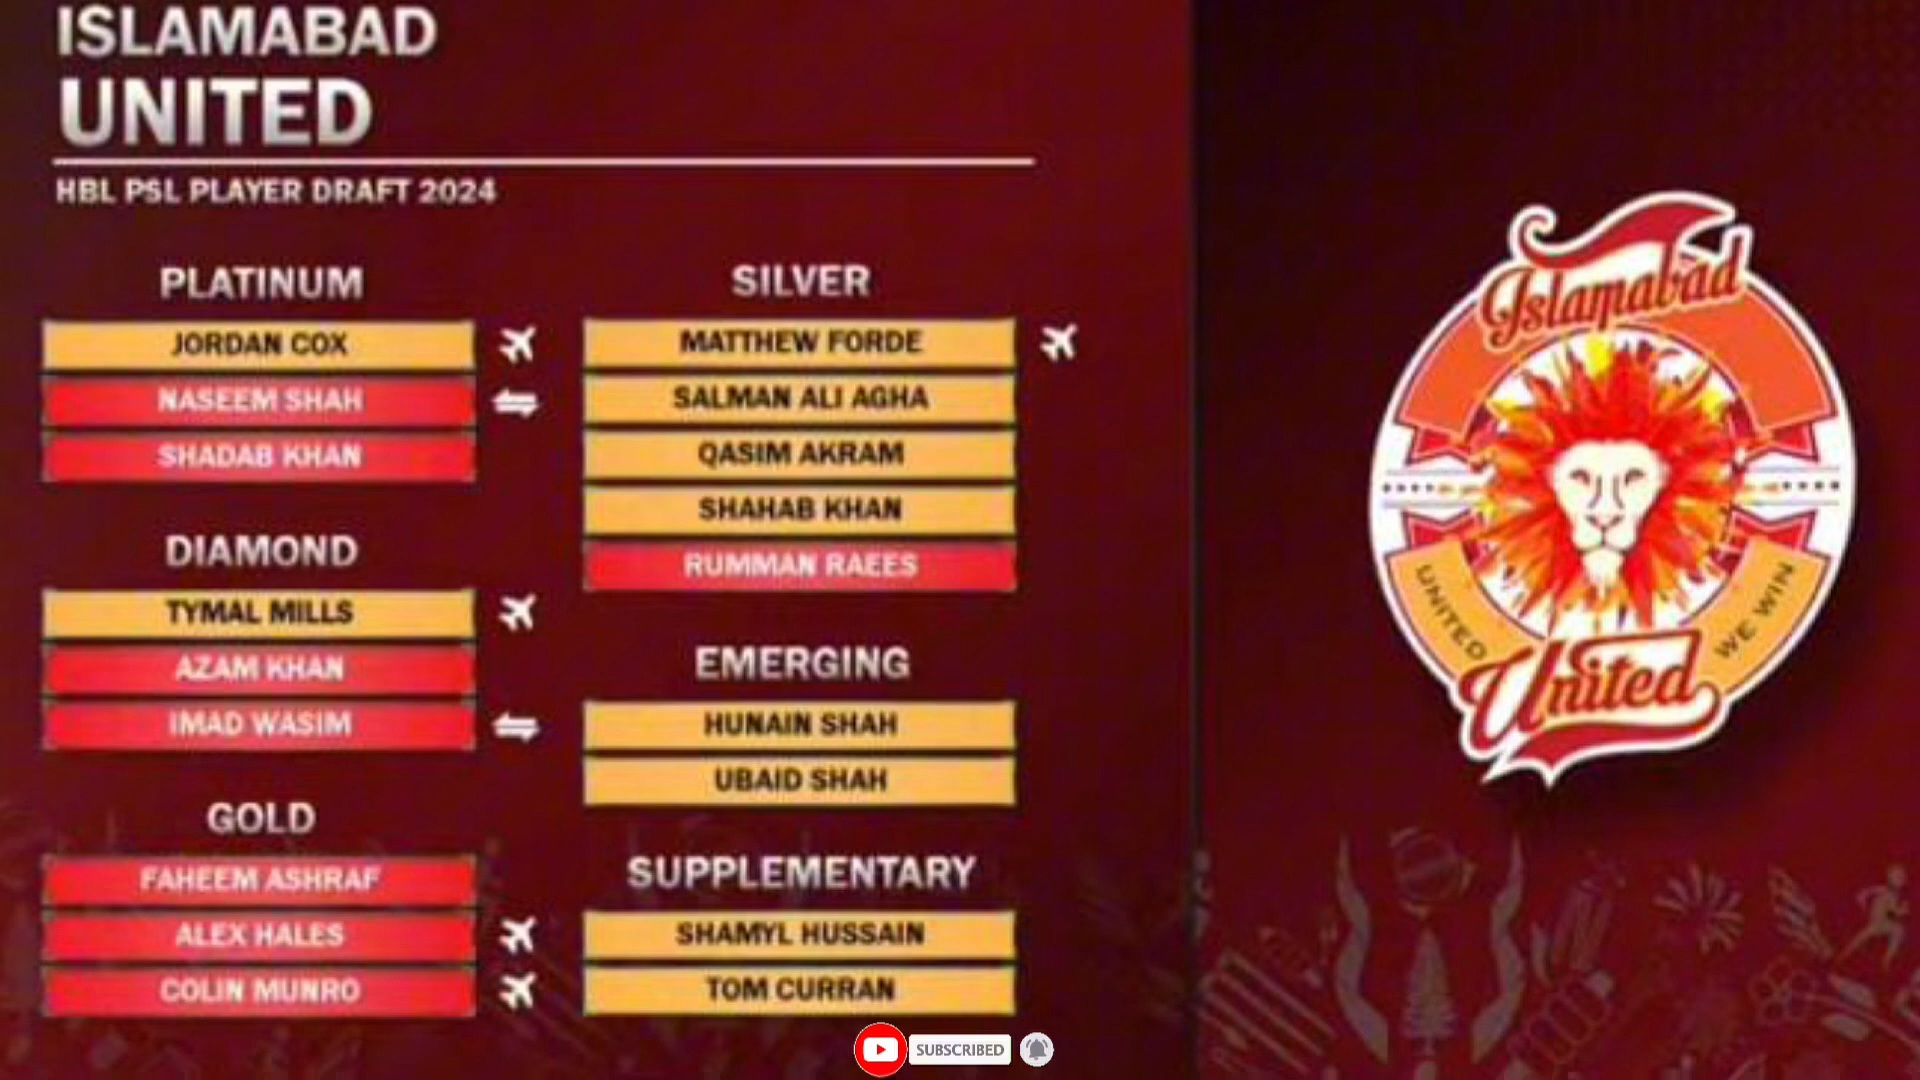 ISLAMABAD
UNITED
HBL PSL PLAYER DRAFT 2024
PLATINUM
JORDAN COX
NASEEM SHAH
SHADAB KHAN
DIAMOND
TYMAL MILLS
AZAM KHAN
IMAD WASIM
GOLD
FAHEEM ASHRAF
ALEX HALES
COLIN MUNRO
SILVER
MATTHEW FORDE
SALMAN ALI AGHA
QASIM AKRAM
SHAHAB KHAN
RUMMAN RAEES
EMERGING
HUNAIN SHAH
UBAID SHAH
SUPPLEMENTARY
SHAMYL HUSSAIN
TOM CURRAN
Islamabad
UNITED
WE WIN
United
SUBSCRIBED